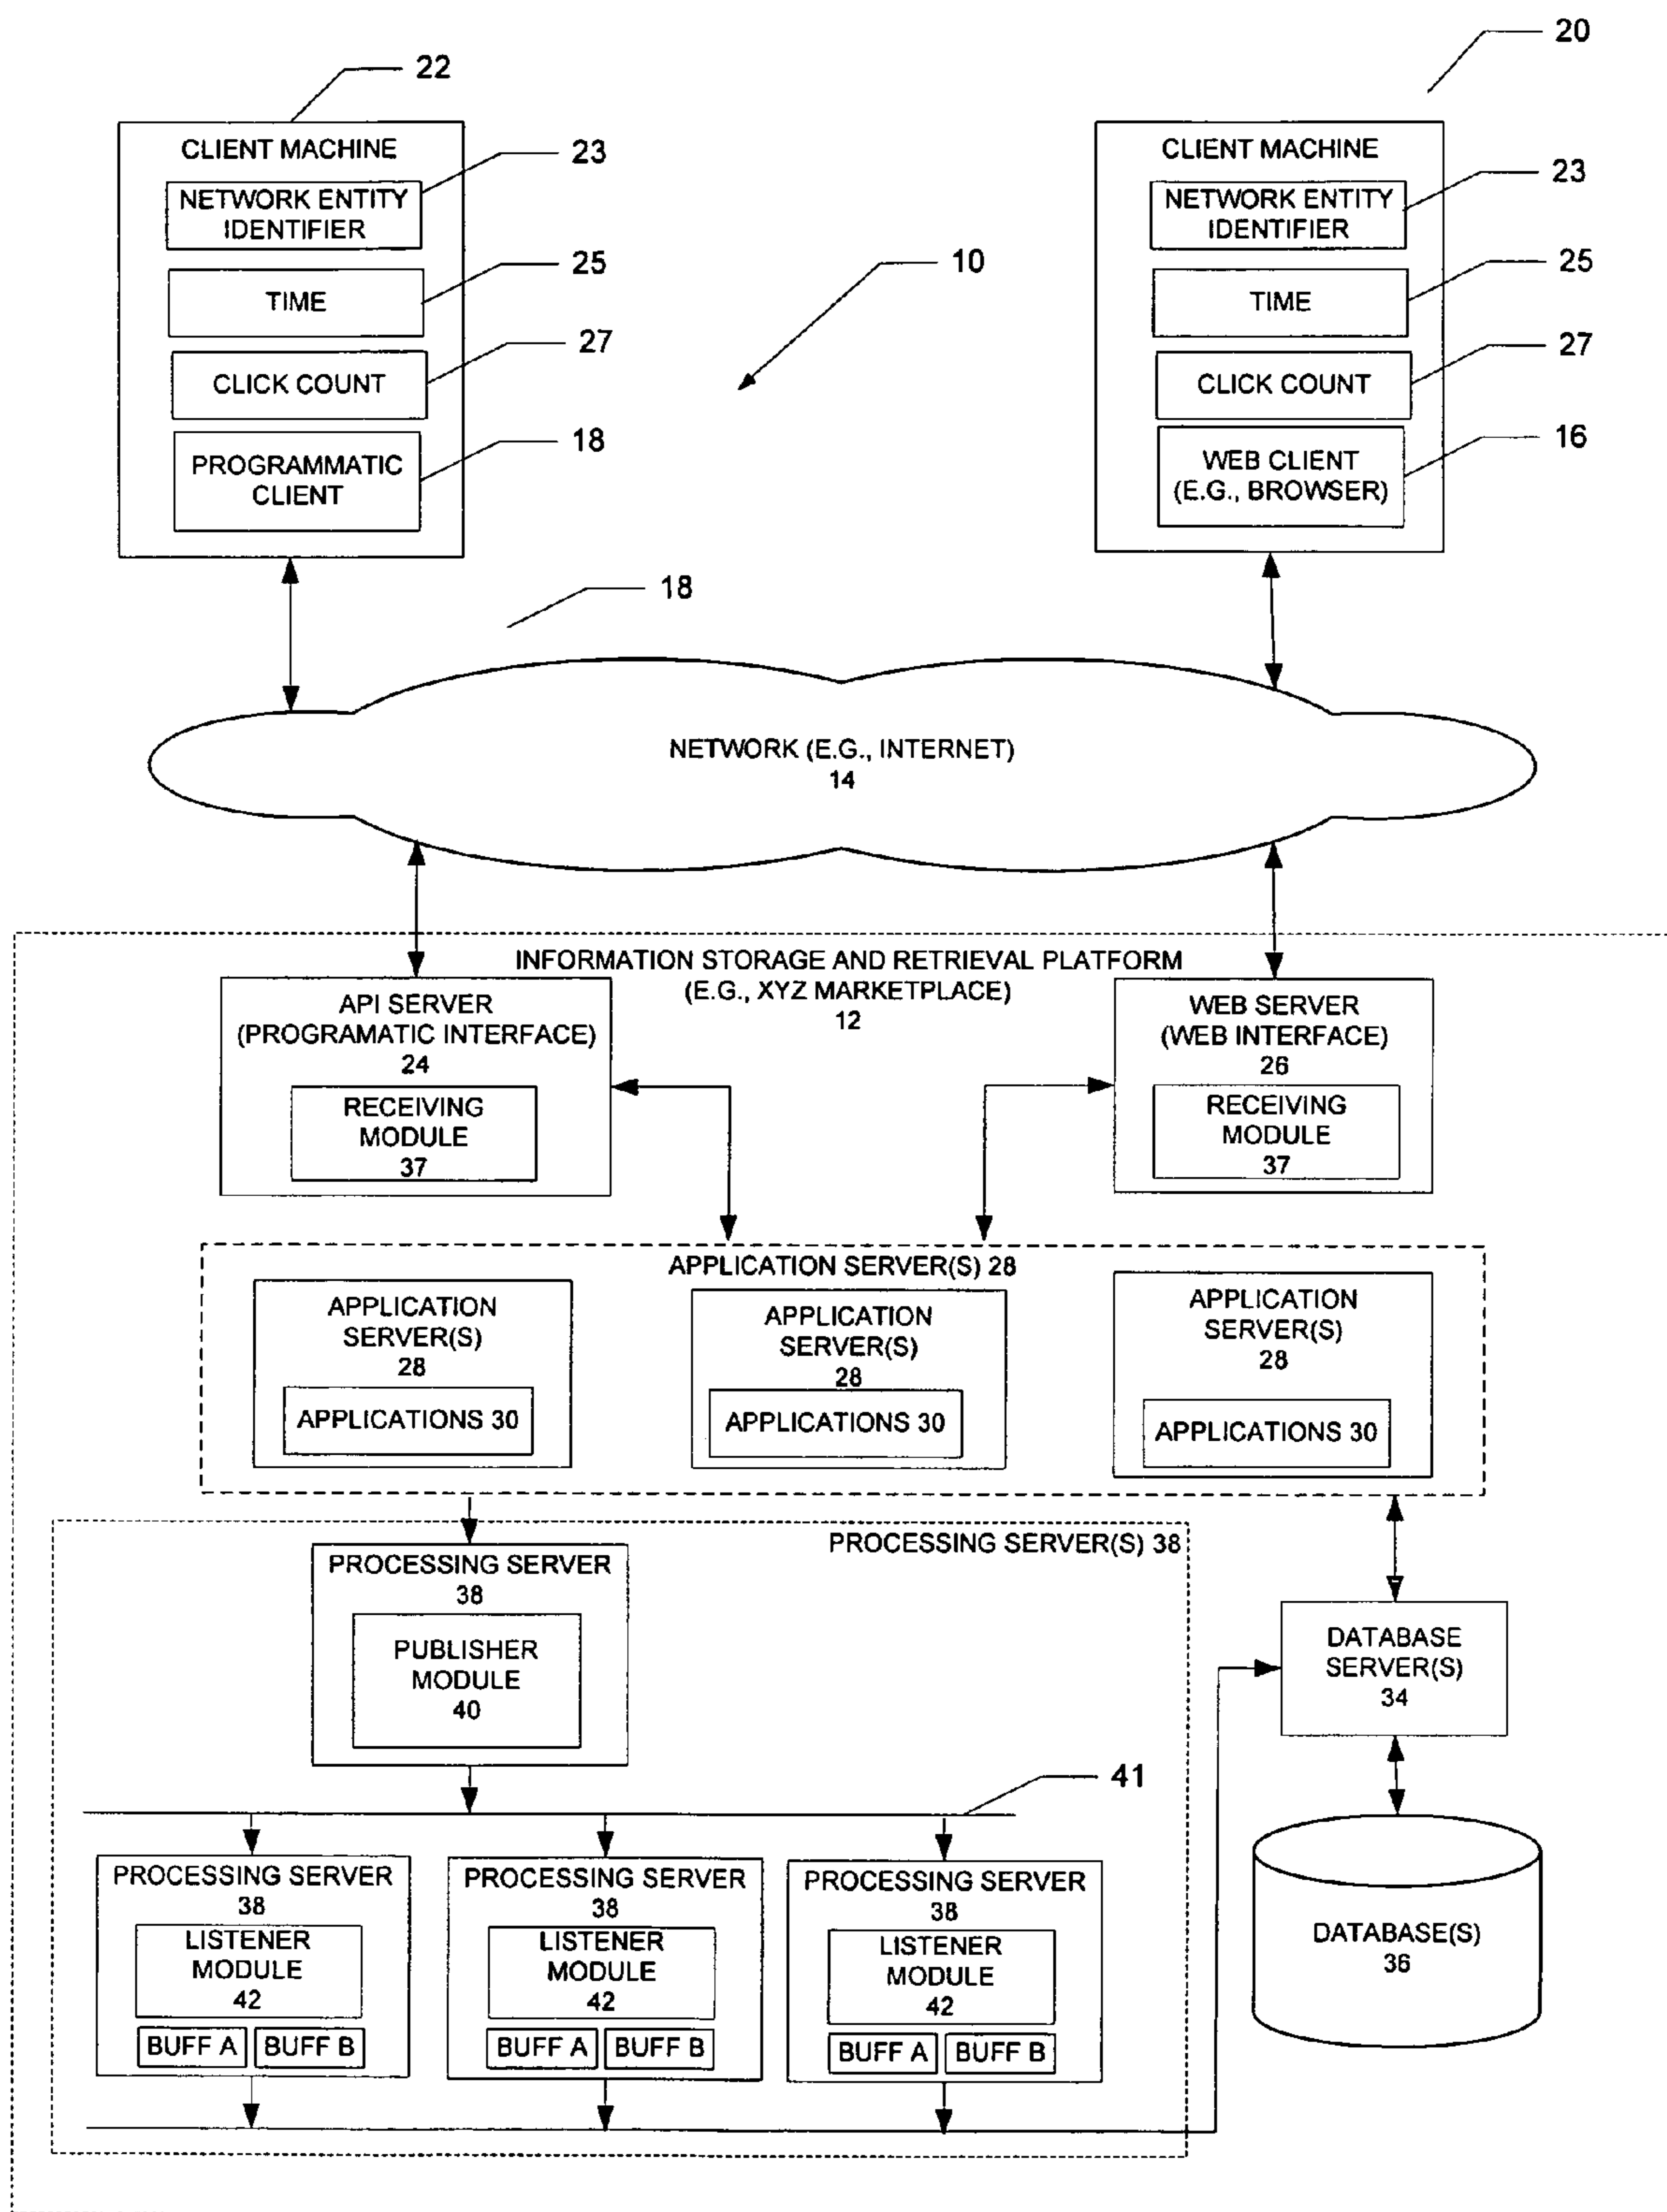 20
22
CLIENT MACHINE
23
NETWORK ENTITY
IDENTIFIER
25
TIME
27
CLICK COUNT
18
PROGRAMMATIC
CLIENT
10
CLIENT MACHINE
23
NETWORK ENTITY
IDENTIFIER
25
TIME
27
CLICK COUNT
16
WEB CLIENT
(E.G., BROWSER)
18
NETWORK (E.G., INTERNET)
14
INFORMATION STORAGE AND RETRIEVAL PLATFORM
(E.G., XYZ MARKETPLACE)
12
API SERVER
(PROGRAMATIC INTERFACE)
24
RECEIVING
MODULE
37
WEB SERVER
(WEB INTERFACE)
26
RECEIVING
MODULE
37
APPLICATION SERVER(S) 28
APPLICATION
SERVER(S)
28
APPLICATIONS 30
APPLICATION
SERVER(S)
28
APPLICATIONS 30
APPLICATION
SERVER(S)
28
APPLICATIONS 30
PROCESSING SERVER(S) 38
PROCESSING SERVER
38
PUBLISHER
MODULE
40
DATABASE
SERVER(S)
34
41
PROCESSING SERVER
38
LISTENER
MODULE
42
BUFF A BUFF B
PROCESSING SERVER
38
LISTENER
MODULE
42
BUFF A BUFF B
PROCESSING SERVER
38
LISTENER
MODULE
42
BUFF A BUFF B
DATABASE(S)
36